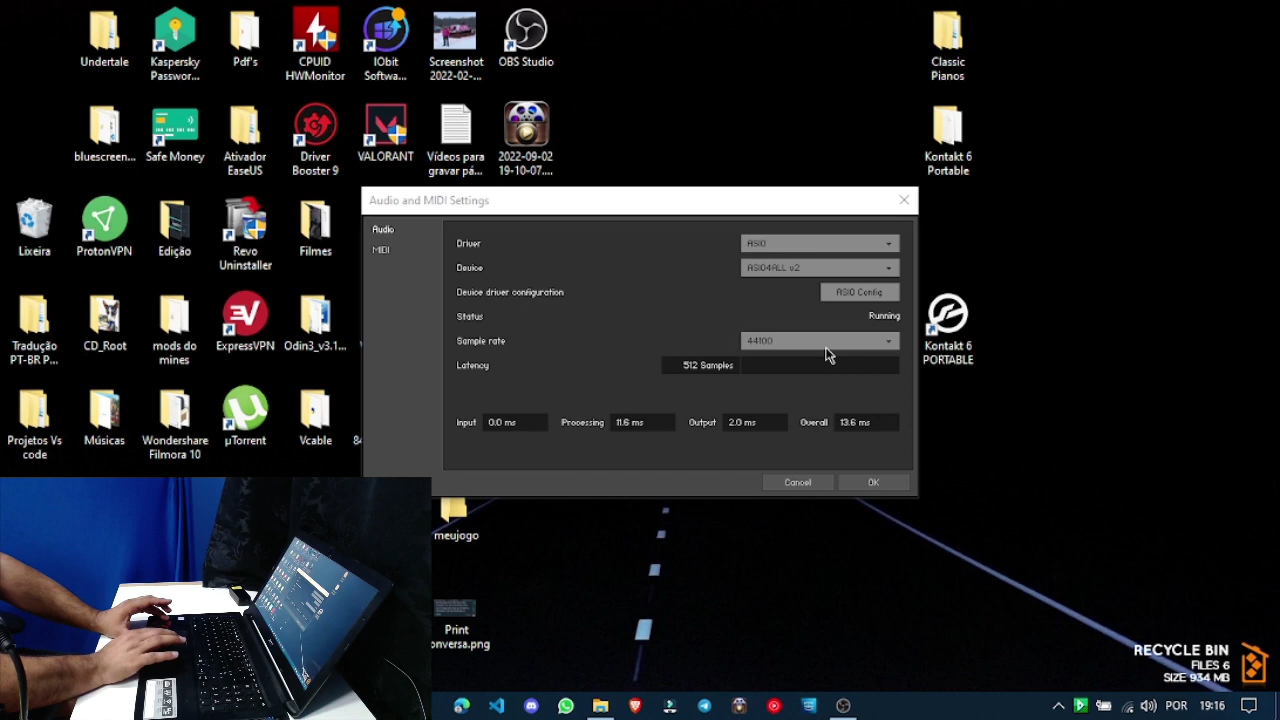 Undertale
Kaspersky
Passwor...
Pdf's
CPUID
HWMonitor
IObit
Softwa...
Screenshot
2022-02-...
OBS Studio
Classic
Pianos
bluescreen...
Safe Money
Ativador
EaseUS
Driver
Booster 9
VALORANT
Vídeos para
gravar pá...
2022-09-02
19-10-07....
Kontakt 6
Portable
Lixeira
ProtonVPN
Edição
Revo
Uninstaller
Filmes
Audio and MIDI Settings
Audio
MIDI
Driver
ASIO
Device
ASIO4ALL v2
Device driver configuration
ASIO Config
Status
Running
Sample rate
44100
Latency
512 Samples
Input
0.0 ms
Processing
11.6 ms
Output
2.0 ms
Overall
13.6 ms
Cancel
OK
Tradução
PT-BR P...
CD_Root
mods do
mines
ExpressVPN
Odin3_v3.1...
Kontakt 6
PORTABLE
Projetos Vs
code
Músicas
Wondershare
Filmora 10
µTorrent
Vcable
meujogo
Print
onversa.png
RECYCLE BIN
FILES 6
SIZE 934 MB
POR
19:16